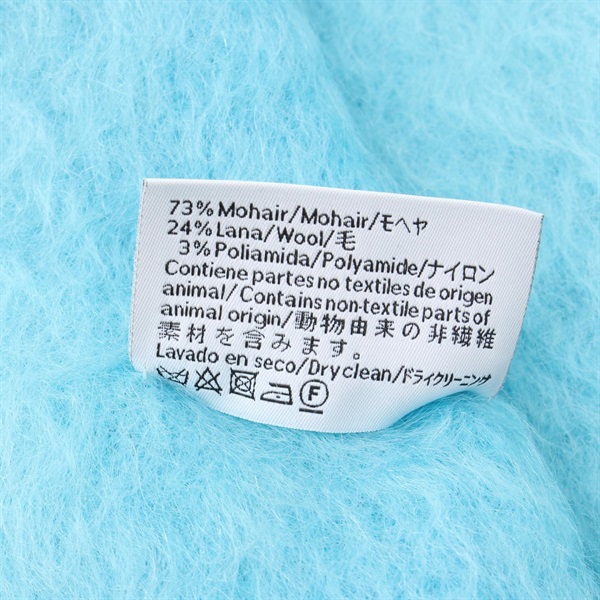 73% Mohair/Mohair/モヘヤ
24% Lana/Wool/毛
3% Poliamida/Polyamide/ナイロン
Contiene partes no textiles de origen
animal/Contains non-textile parts of
animal origin/動物由来の非繊維
素材を含みます。
Lavado en seco/Dry clean/ドライクリーニング
F